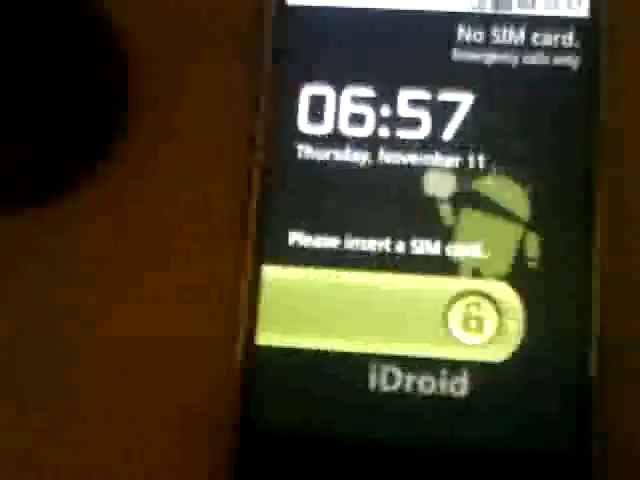 No SIM card.
Emergency calls only
06:57
Thursday, November 11
Please insert a SIM card.
iDroid